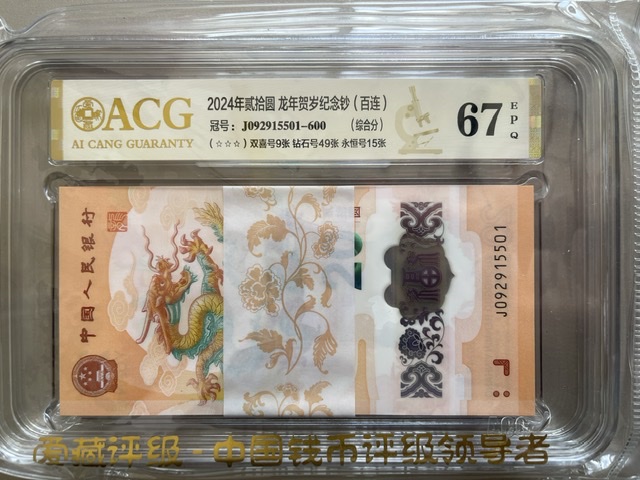 ACG
AI CANG GUARANTY
2024年贰拾圆 龙年贺岁纪念钞（百连）
冠号：J092915501-600 （综合分）
（☆☆☆）双喜号9张 钻石号49张 永恒号15张
67
EPQ
中国人民银行
J092915501
爱藏评级·中国钱币评级领导者